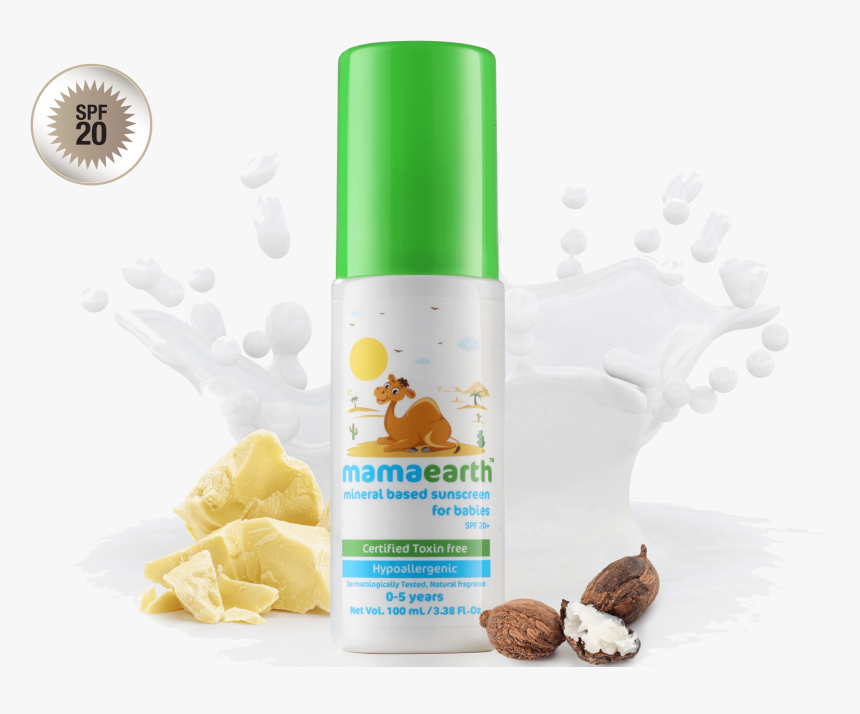 SPF
20
mamaearth™
mineral based sunscreen
for babies
SPF 20+
Certified Toxin free
Hypoallergenic
Dermatologically Tested, Natural fragrance
0-5 years
Net Vol. 100 mL / 3.38 Fl.Oz